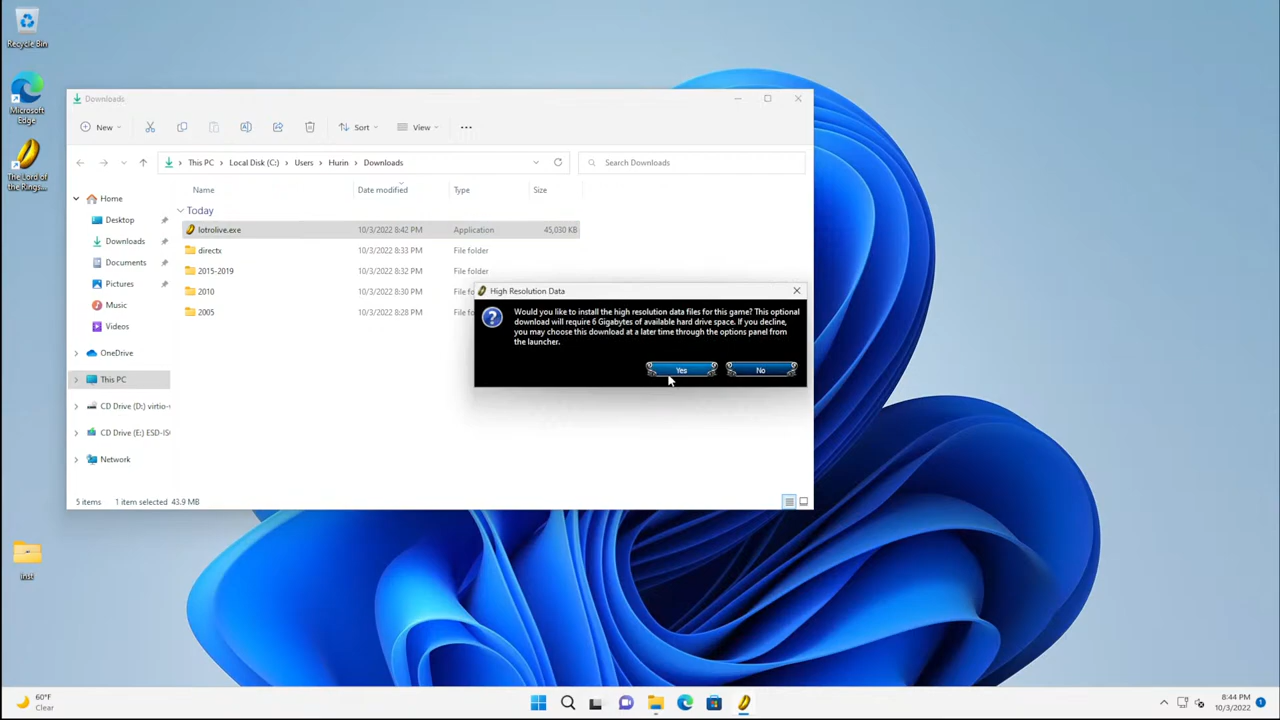 Recycle Bin
Microsoft
Edge
The Lord of
the Rings...
inst
Downloads
New
Sort
View
This PC > Local Disk (C:) > Users > Hurin > Downloads
Search Downloads
Name
Date modified
Type
Size
Today
lotrolive.exe 10/3/2022 8:42 PM Application 45,030 KB
directx 10/3/2022 8:33 PM File folder
2015-2019 10/3/2022 8:32 PM File folder
2010 10/3/2022 8:30 PM File fo
2005 10/3/2022 8:28 PM File fo
Home
Desktop
Downloads
Documents
Pictures
Music
Videos
OneDrive
This PC
CD Drive (D:) virtio-v
CD Drive (E:) ESD-IS
Network
5 items 1 item selected 43.9 MB
High Resolution Data
Would you like to install the high resolution data files for this game? This optional
download will require 6 Gigabytes of available hard drive space. If you decline,
you may choose this download at a later time through the options panel from
the launcher.
Yes
No
60°F
Clear
8:44 PM
10/3/2022
1